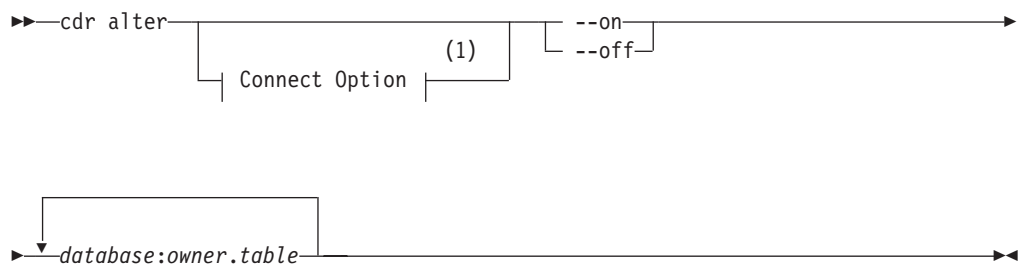 cdr alter --on
(1) --off
Connect Option
database:owner.table